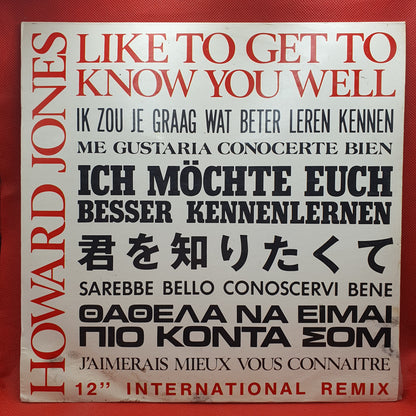 HOWARD JONES
LIKE TO GET TO
KNOW YOU WELL
IK ZOU JE GRAAG WAT BETER LEREN KENNEN
ME GUSTARIA CONOCERTE BIEN
ICH MÖCHTE EUCH
BESSER KENNENLERNEN
君を知りたくて
SAREBBE BELLO CONOSCERVI BENE
ΘΑΘΕΛΑ ΝΑ ΕΙΜΑΙ
ΠΙΟ ΚΟΝΤΑ ΣΟΜ
J'AIMERAIS MIEUX VOUS CONNAITRE
12” INTERNATIONAL REMIX